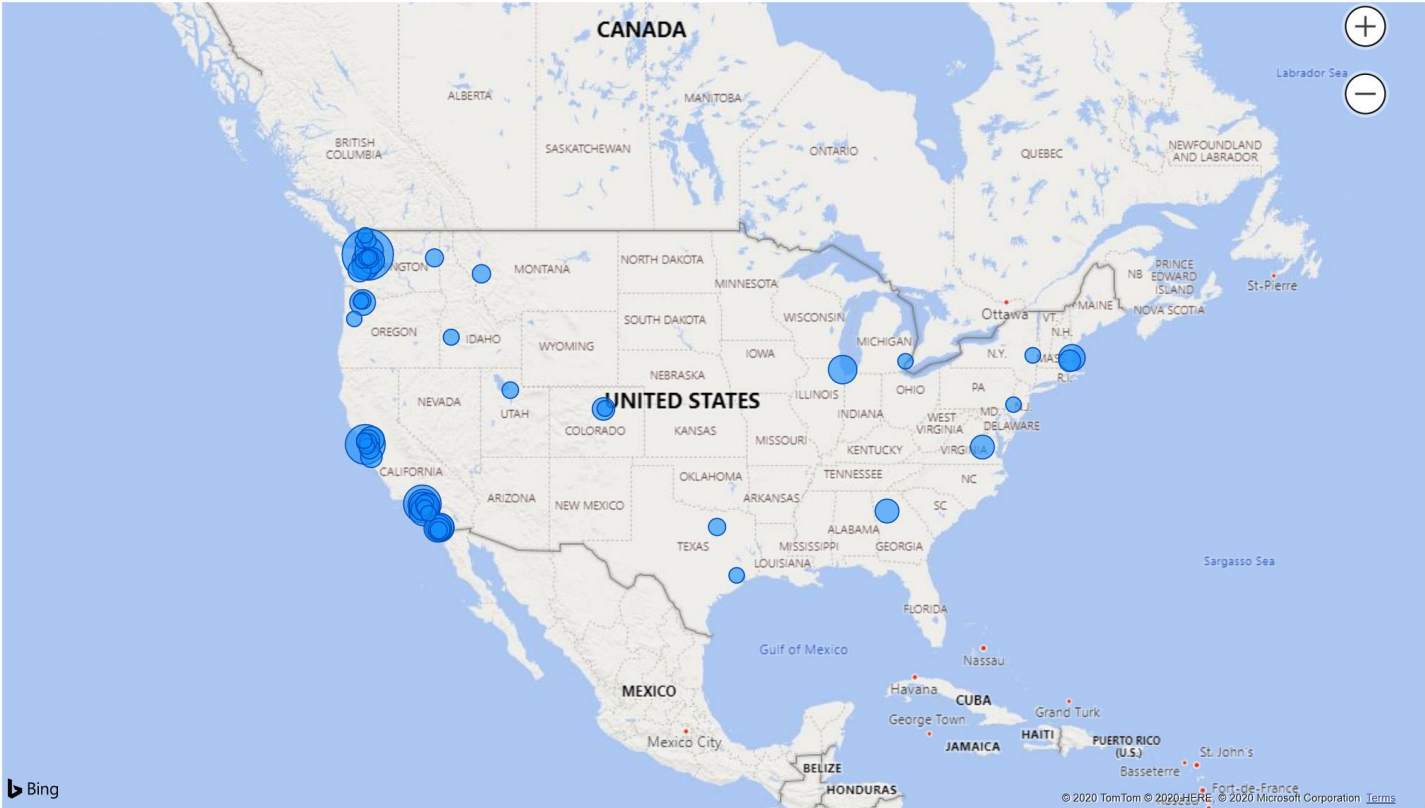 CANADA
Labrador Sea
ALBERTA
MANITOBA
BRITISH
COLUMBIA
SASKATCHEWAN
ONTARIO
QUEBEC
NEWFOUNDLAND
AND LABRADOR
NGTON
MONTANA
NORTH DAKOTA
MINNESOTA
NB
PRINCE
EDWARD
ISLAND
St-Pierre
OREGON
IDAHO
WYOMING
SOUTH DAKOTA
WISCONSIN
MICHIGAN
Ottawa
VT.
MAINE
NOVA SCOTIA
N.H.
IOWA
N.Y.
MAS
R.I.
NEBRASKA
NEVADA
UTAH
UNITED STATES
ILLINOIS
INDIANA
OHIO
PA
COLORADO
KANSAS
MISSOURI
WEST
VIRGINIA
MD.
DELAWARE
KENTUCKY
VIRGINIA
CALIFORNIA
ARIZONA
NEW MEXICO
OKLAHOMA
ARKANSAS
TENNESSEE
NC
SC
TEXAS
MISSISSIPPI
ALABAMA
GEORGIA
LOUISIANA
Sargasso Sea
FLORIDA
Gulf of Mexico
Nassau
MEXICO
Havana
CUBA
Mexico City
George Town
Grand Turk
JAMAICA
HAITI
PUERTO RICO
(U.S.)
St. John's
Basseterre
BELIZE
HONDURAS
Fort-de-France
Bing
© 2020 TomTom © 2020 HERE, © 2020 Microsoft Corporation Terms